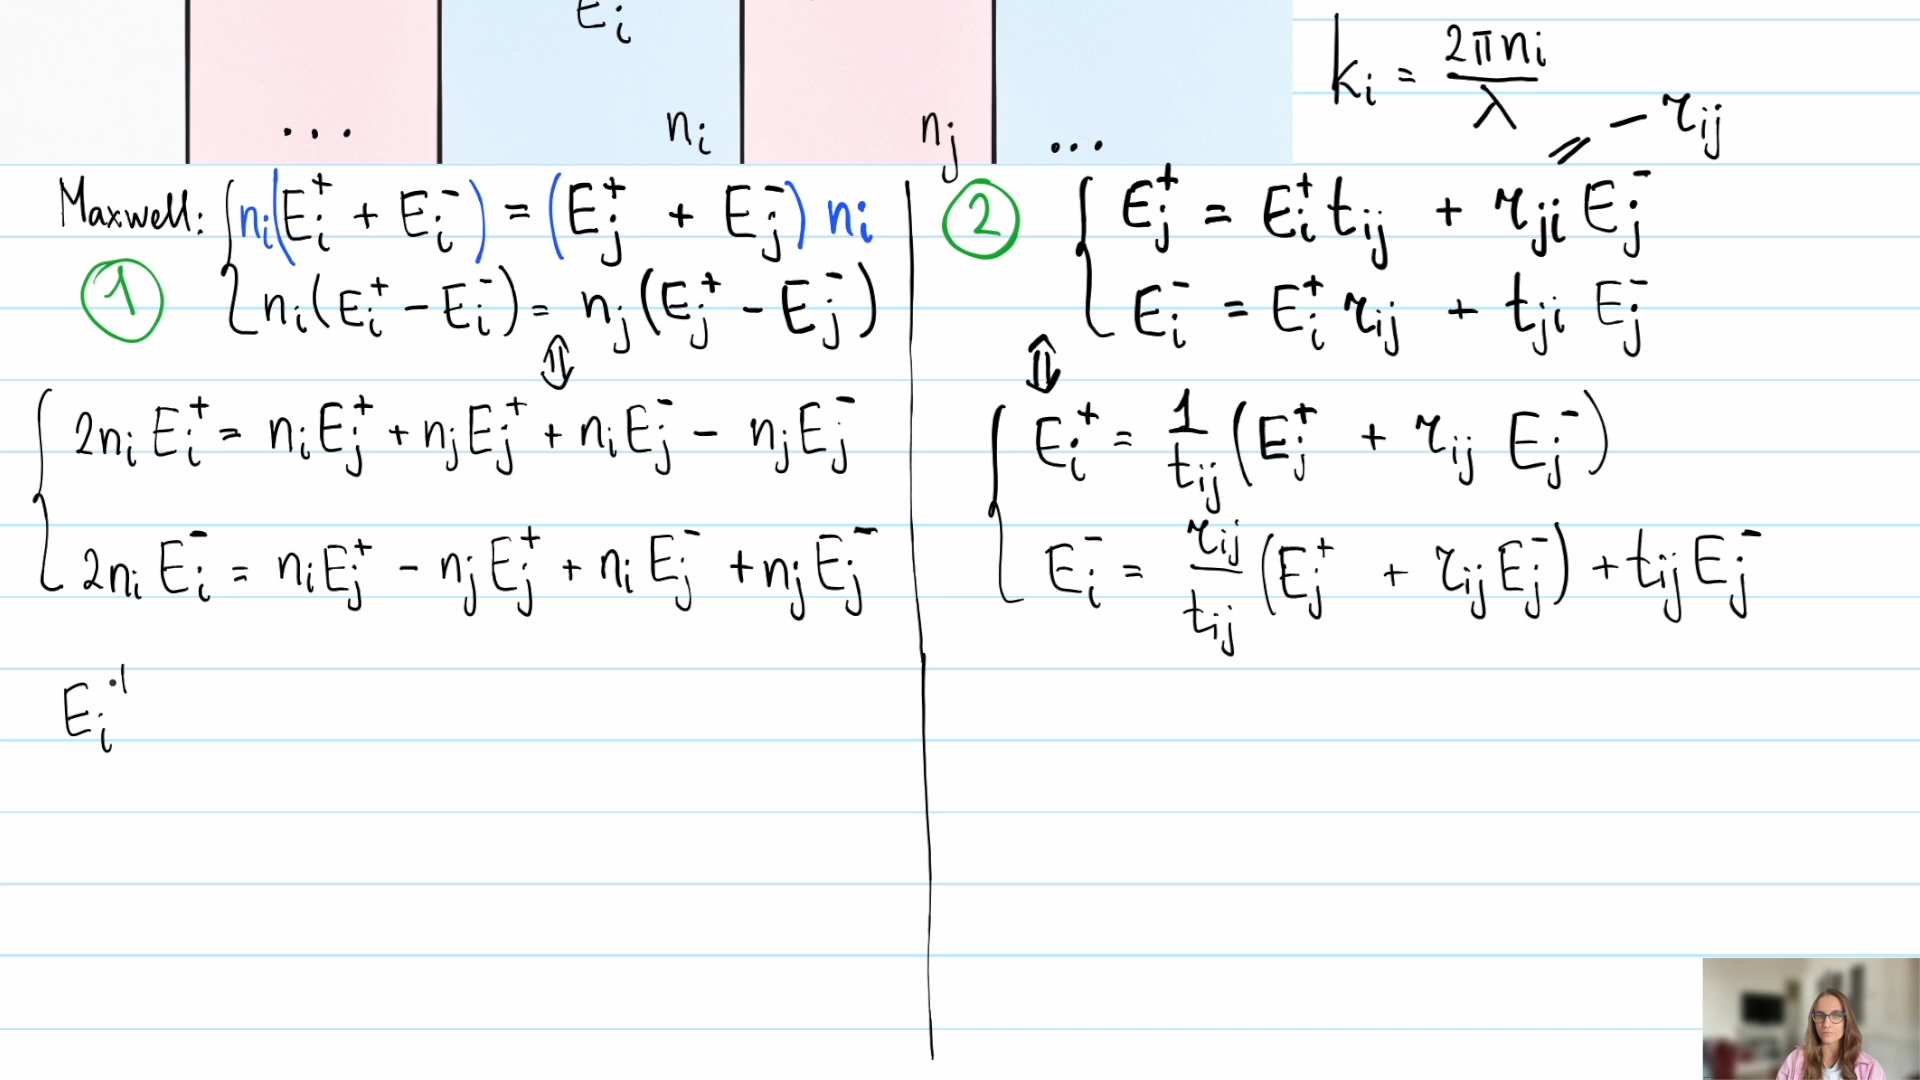 E_i
k_i = 2πn_i / λ
... n_i n_j ...
= − r_ij
Maxwell: { n_i(E_i^+ + E_i^-) = (E_j^+ + E_j^-) n_i
① n_i(E_i^+ − E_i^-) = n_j(E_j^+ − E_j^-)
⇕
{ 2n_i E_i^+ = n_i E_j^+ + n_j E_j^+ + n_i E_j^- − n_j E_j^-
2n_i E_i^- = n_i E_j^+ − n_j E_j^+ + n_i E_j^- + n_j E_j^-
E_i^+
② { E_j^+ = E_i^+ t_ij + r_ji E_j^-
E_i^- = E_i^+ r_ij + t_ji E_j^-
⇕
{ E_i^+ = 1/t_ij (E_j^+ + r_ij E_j^-)
E_i^- = r_ij/t_ij (E_j^+ + r_ij E_j^-) + t_ij E_j^-